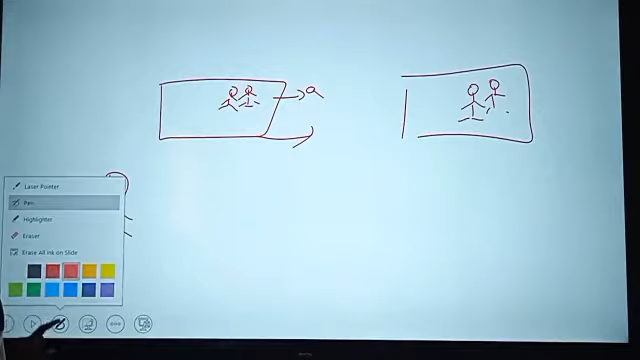 a
Laser Pointer
Pen
Highlighter
Eraser
Erase All Ink on Slide